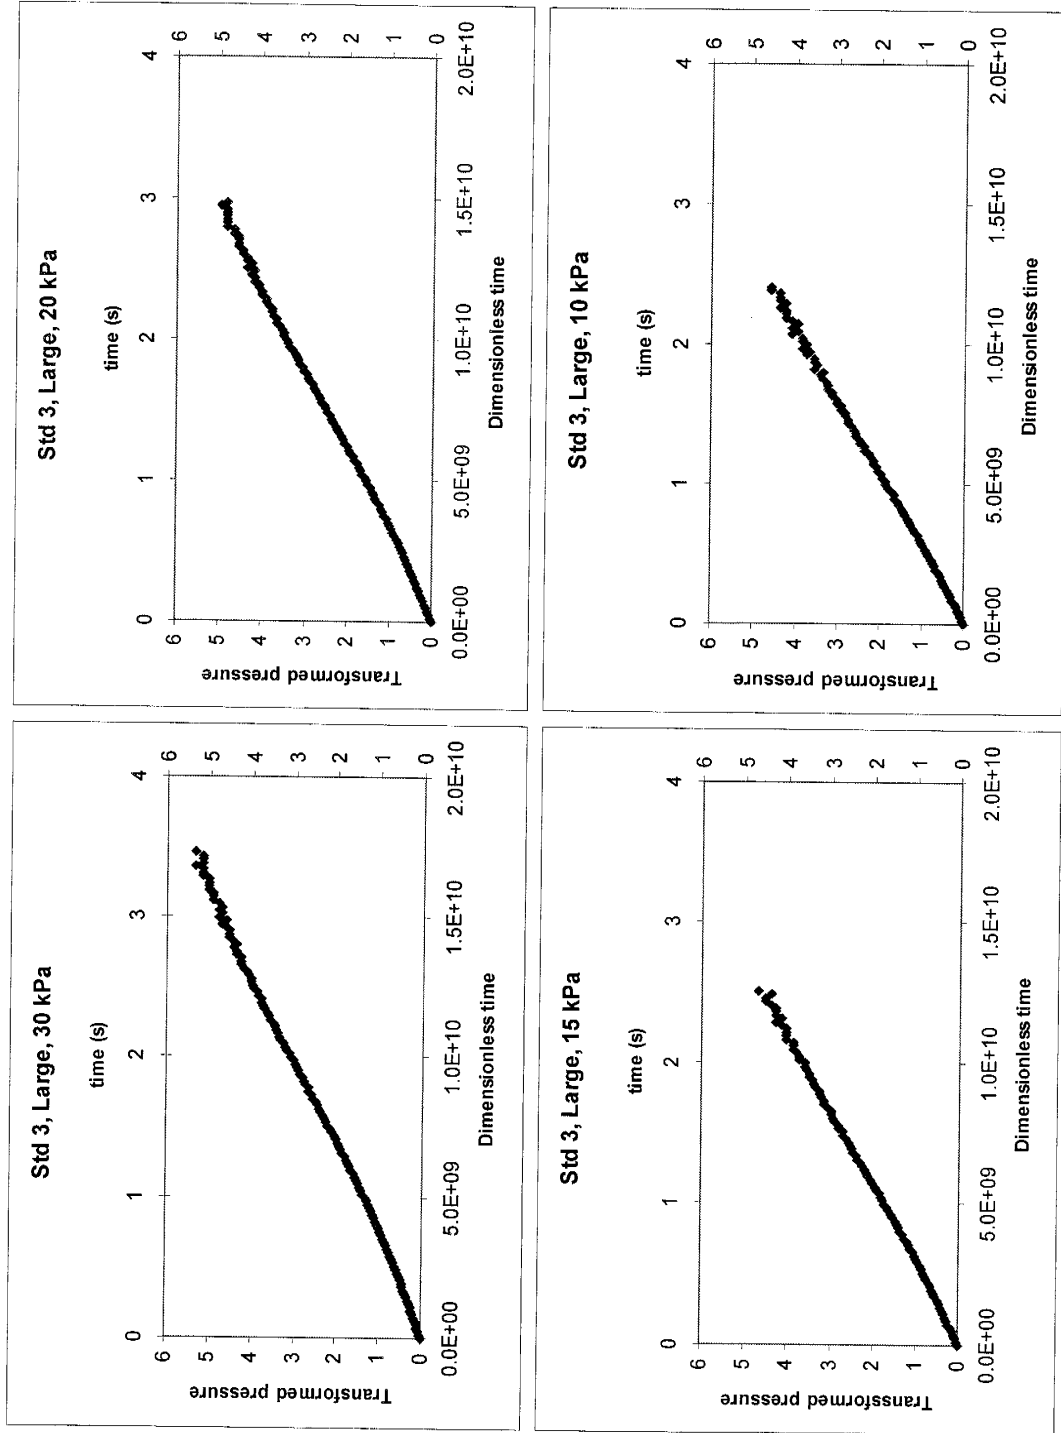 Std 3, Large, 30 kPa
time (s)
0
1
2
3
4
6
5
4
3
2
1
0
Transformed pressure
6
5
4
3
2
1
0
0.0E+00
5.0E+09
1.0E+10
1.5E+10
2.0E+10
Dimensionless time
Std 3, Large, 20 kPa
time (s)
0
1
2
3
4
6
5
4
3
2
1
0
Transformed pressure
6
5
4
3
2
1
0
0.0E+00
5.0E+09
1.0E+10
1.5E+10
2.0E+10
Dimensionless time
Std 3, Large, 15 kPa
time (s)
0
1
2
3
4
6
5
4
3
2
1
0
Transsformed pressure
6
5
4
3
2
1
0
0.0E+00
5.0E+09
1.0E+10
1.5E+10
2.0E+10
Dimensionless time
Std 3, Large, 10 kPa
time (s)
0
1
2
3
4
6
5
4
3
2
1
0
Transformed pressure
6
5
4
3
2
1
0
0.0E+00
5.0E+09
1.0E+10
1.5E+10
2.0E+10
Dimensionless time